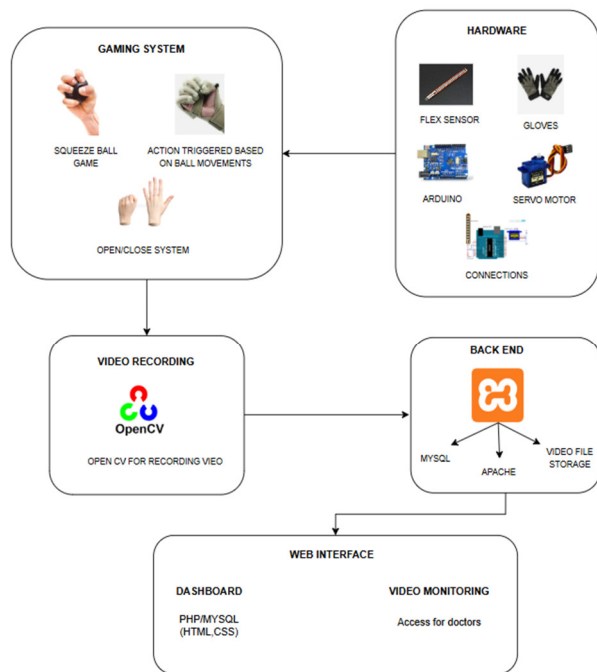 GAMING SYSTEM
SQUEEZE BALL
GAME
ACTION TRIGGERED BASED
ON BALL MOVEMENTS
OPEN/CLOSE SYSTEM
HARDWARE
FLEX SENSOR
GLOVES
ARDUINO
SERVO MOTOR
CONNECTIONS
VIDEO RECORDING
OpenCV
OPEN CV FOR RECORDING VIEO
BACK END
MYSQL
APACHE
VIDEO FILE
STORAGE
WEB INTERFACE
DASHBOARD
PHP/MYSQL
(HTML,CSS)
VIDEO MONITORING
Access for doctors